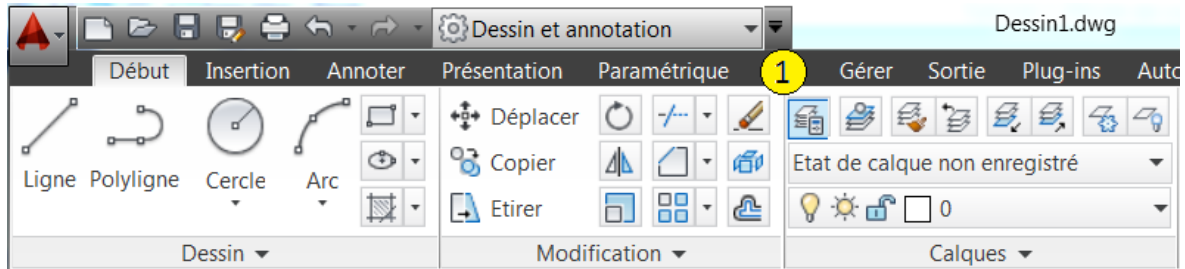 Dessin et annotation Dessin1.dwg
Début Insertion Annoter Présentation Paramétrique 1 Gérer Sortie Plug-ins Auto
Déplacer
Copier
Etat de calque non enregistré
Ligne Polyligne Cercle Arc
Etirer
0
Dessin Modification Calques